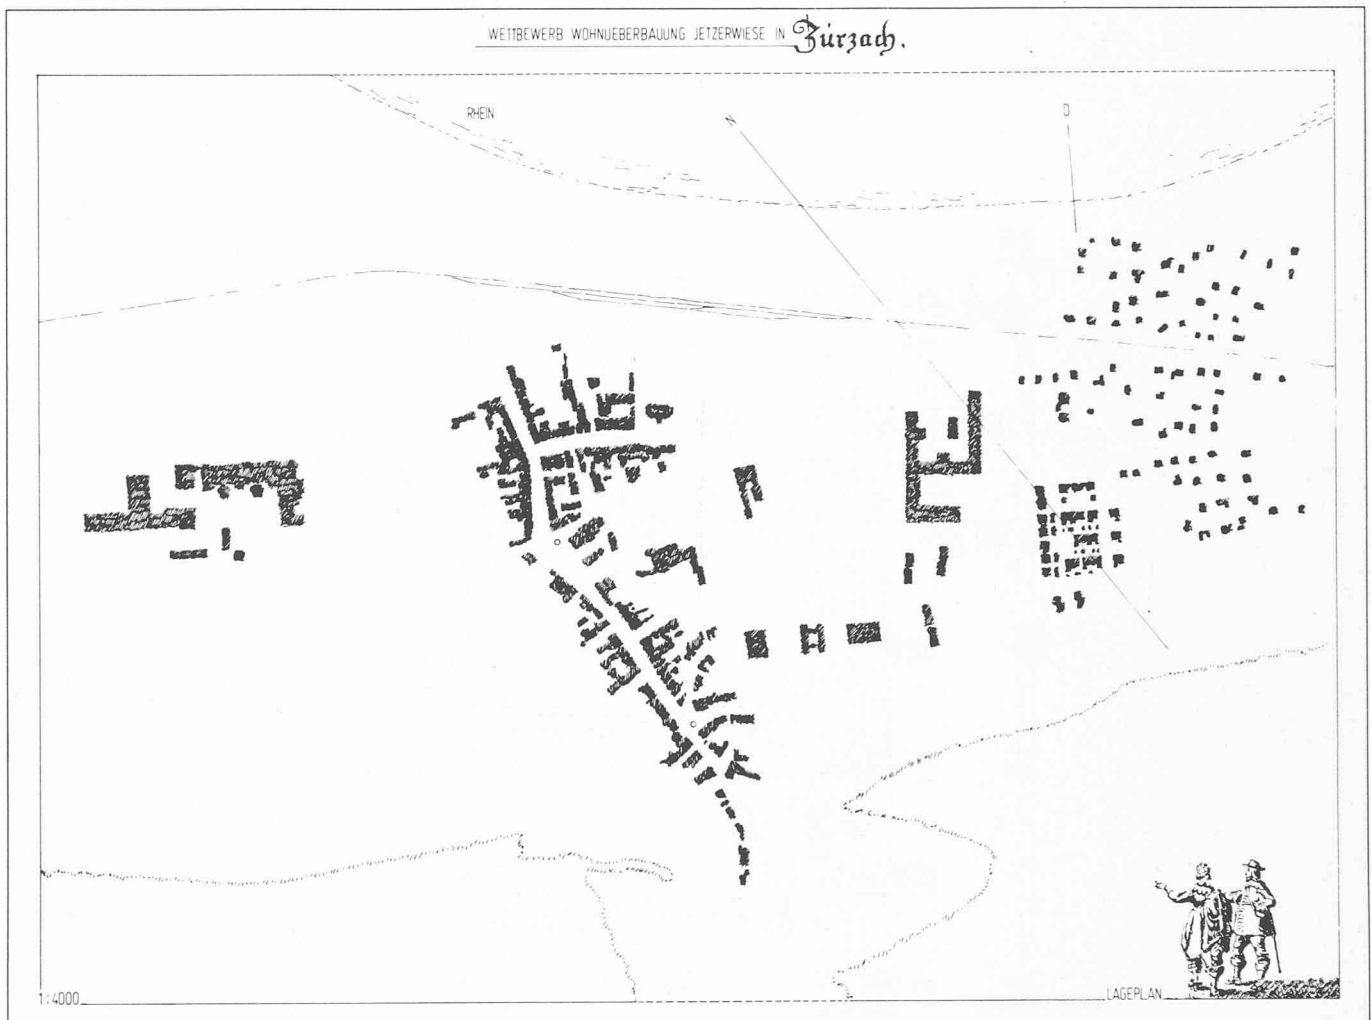 WETTBEWERB WOHNUEBERBAUUNG JETZERWIESE IN Zurzach.
RHEIN
N
D
1:4000
LAGEPLAN